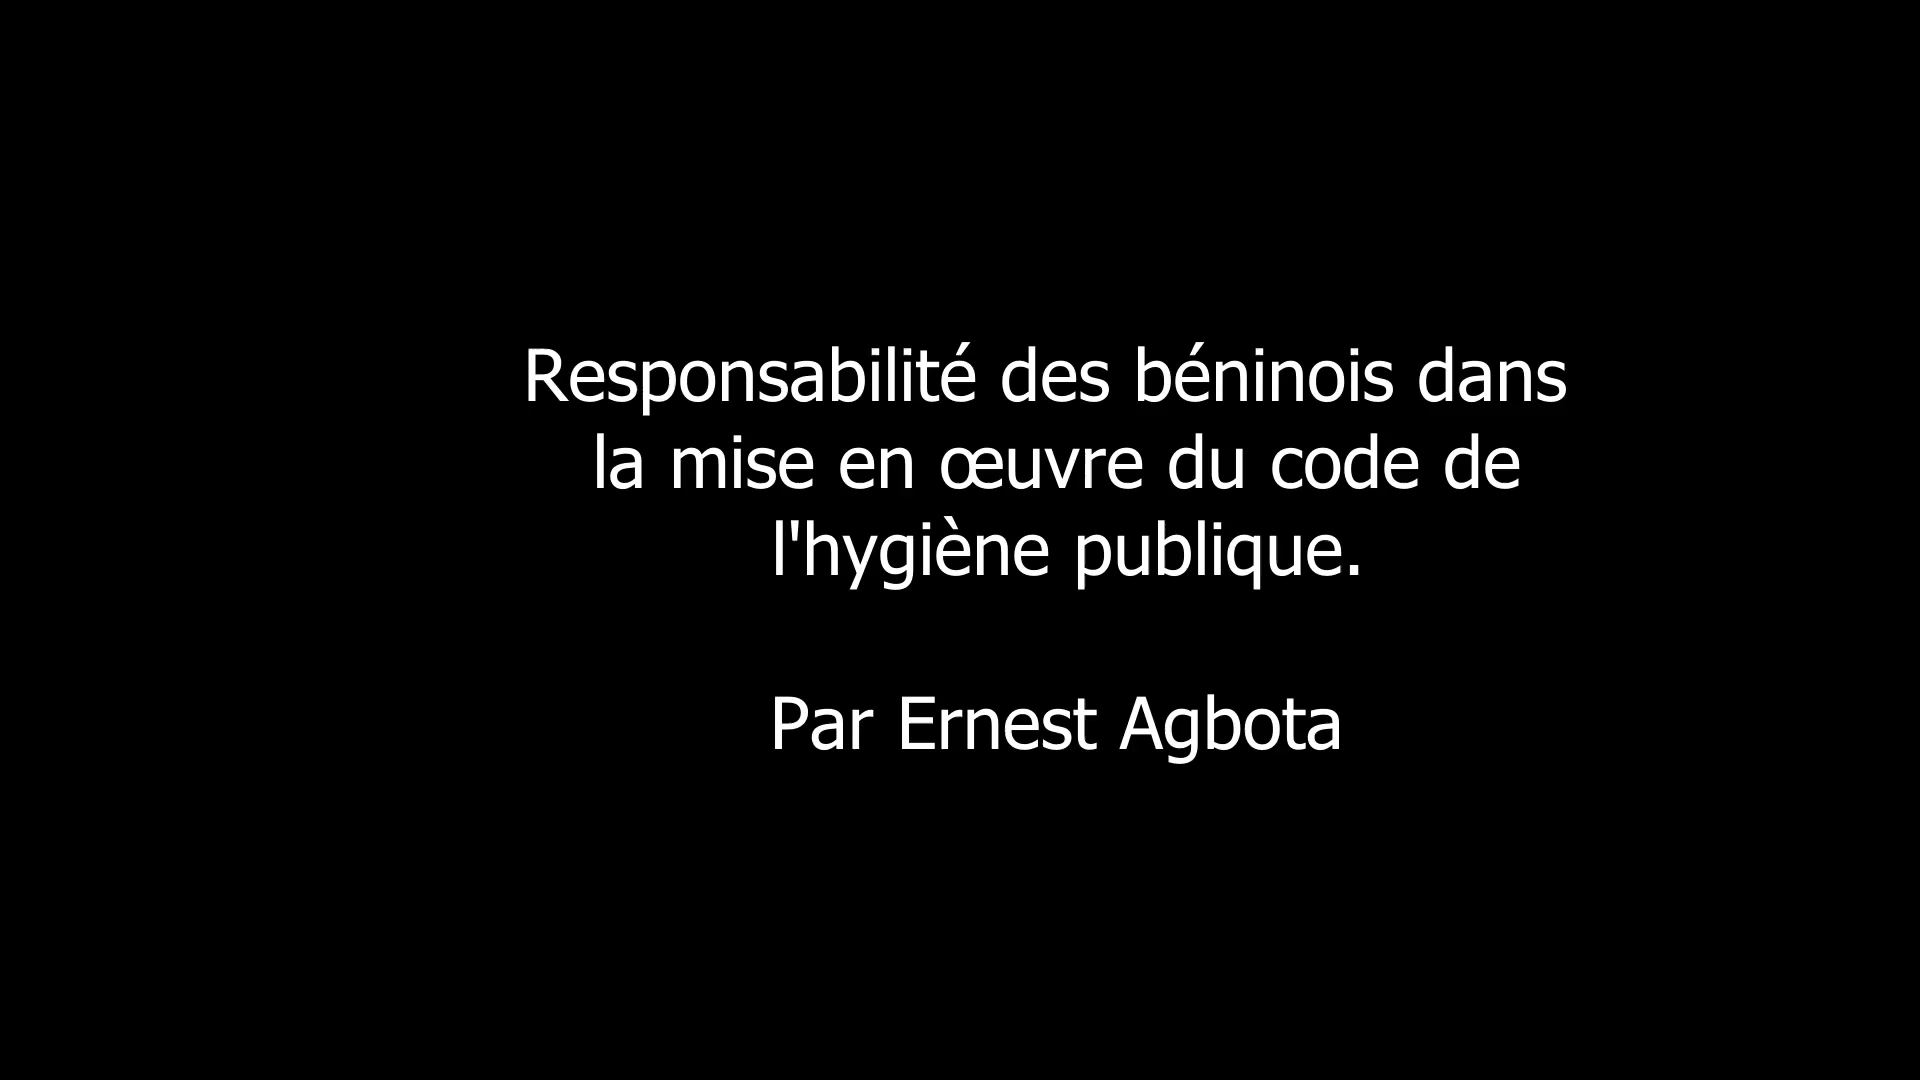 Responsabilité des béninois dans
la mise en œuvre du code de
l'hygiène publique.
Par Ernest Agbota